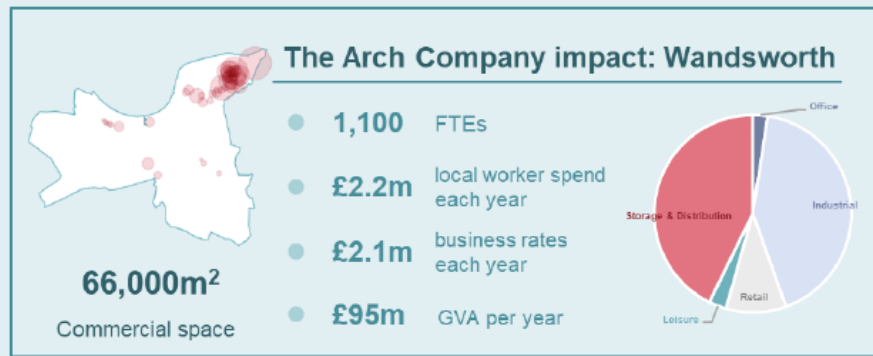 The Arch Company impact: Wandsworth
1,100 FTEs
£2.2m local worker spend
each year
£2.1m business rates
each year
£95m GVA per year
66,000m²
Commercial space
Office
Industrial
Storage & Distribution
Retail
Leisure